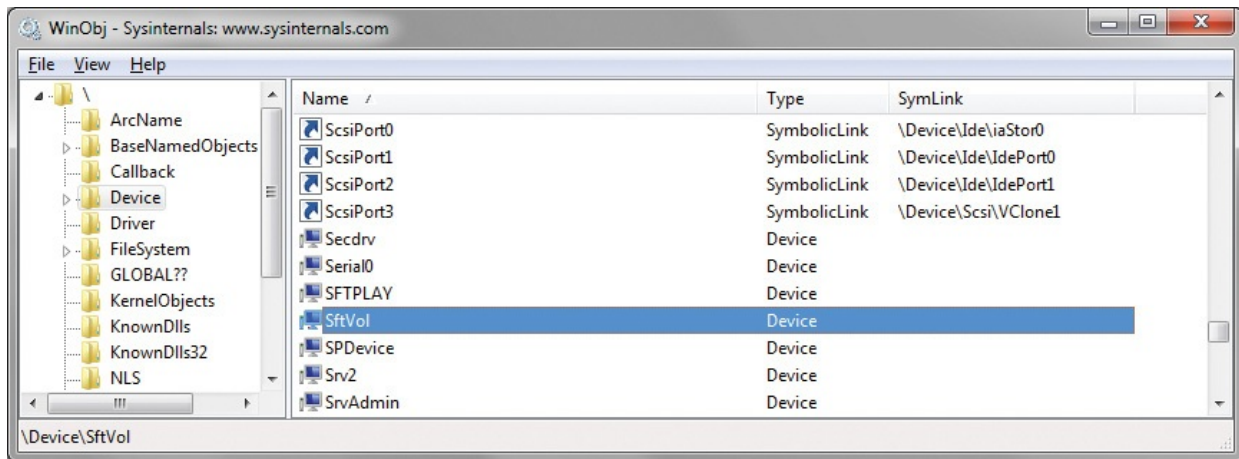 WinObj - Sysinternals: www.sysinternals.com
File View Help
\
ArcName
BaseNamedObjects
Callback
Device
Driver
FileSystem
GLOBAL??
KernelObjects
KnownDlls
KnownDlls32
NLS
Name Type SymLink
ScsiPort0 SymbolicLink \Device\Ide\iaStor0
ScsiPort1 SymbolicLink \Device\Ide\IdePort0
ScsiPort2 SymbolicLink \Device\Ide\IdePort1
ScsiPort3 SymbolicLink \Device\Scsi\VClone1
Secdrv Device
Serial0 Device
SFTPLAY Device
SftVol Device
SPDevice Device
Srv2 Device
SrvAdmin Device
\Device\SftVol